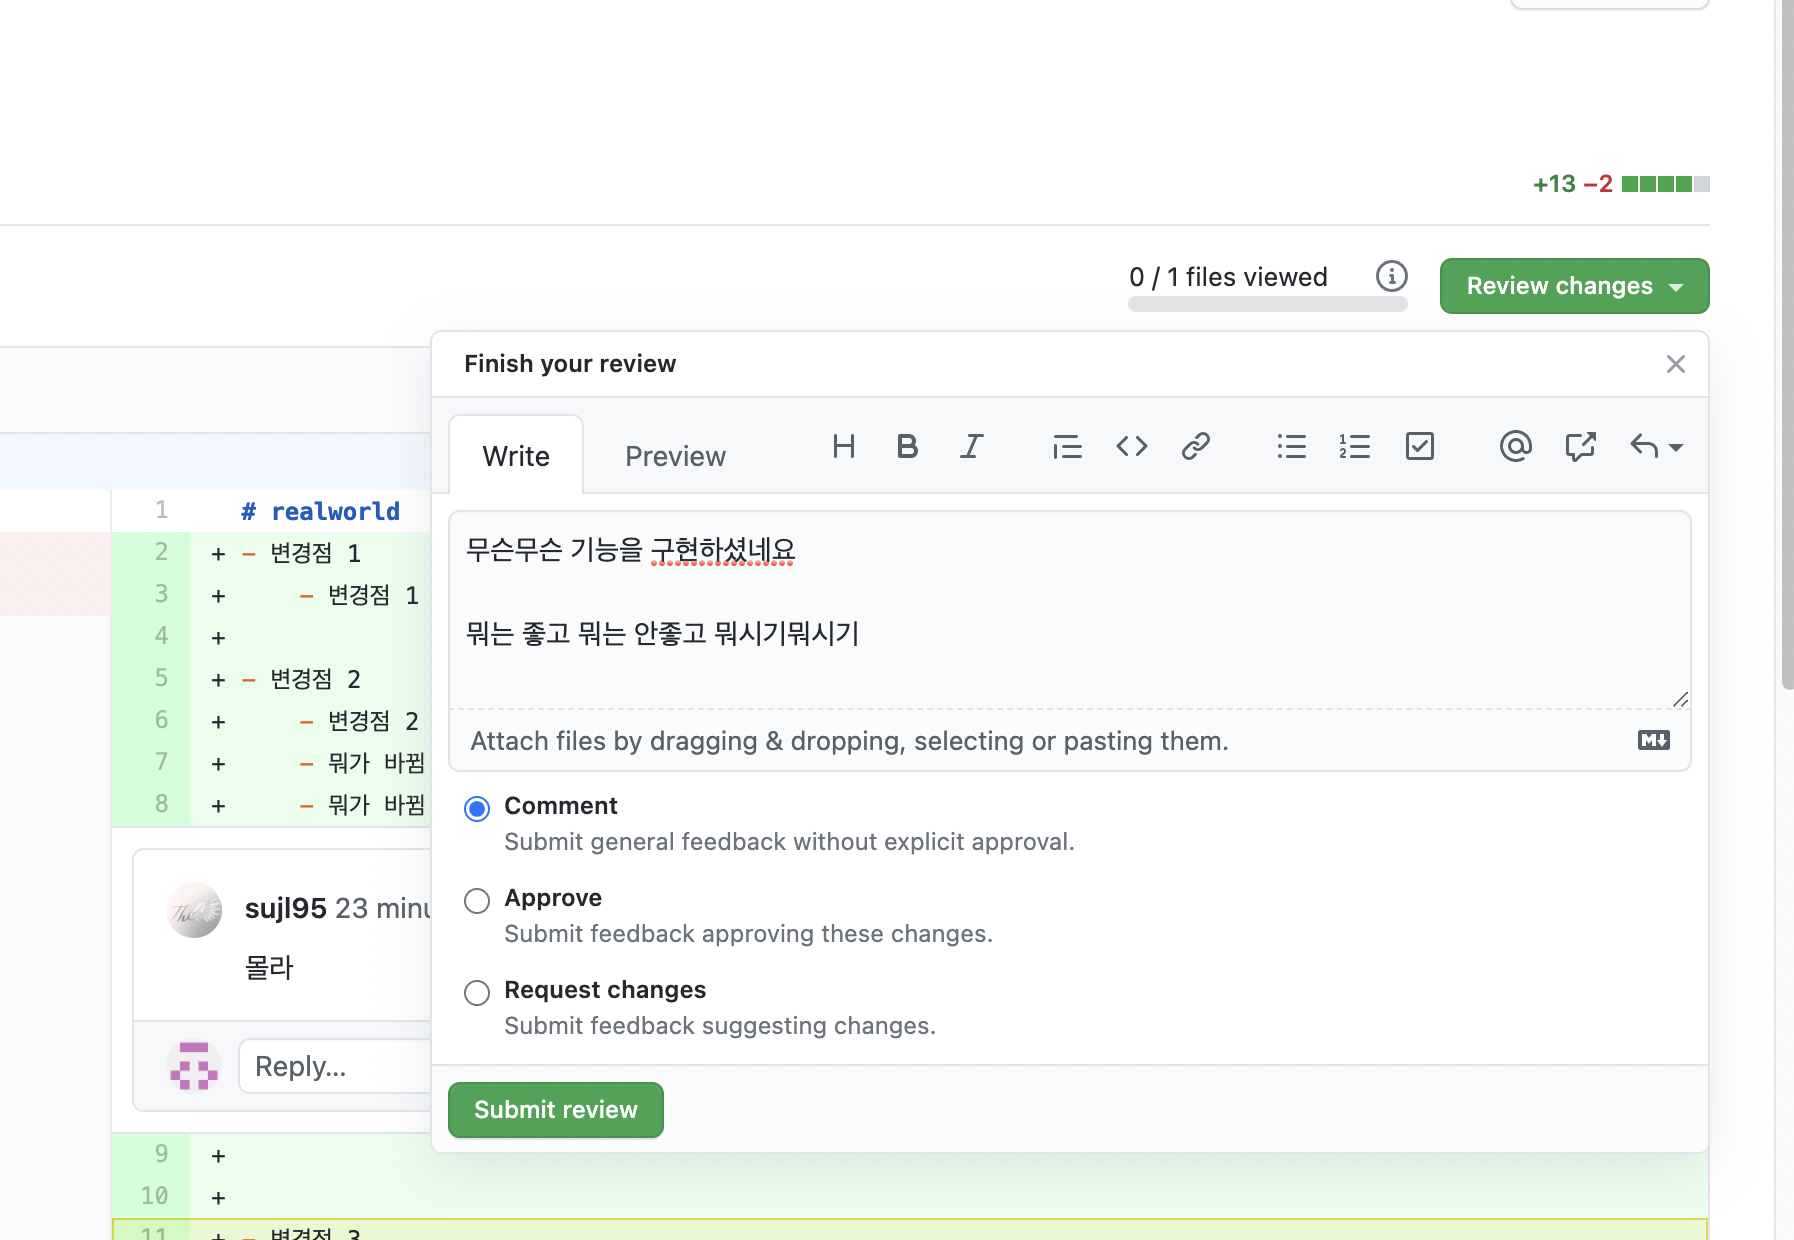 +13 −2
0 / 1 files viewed
Review changes
Finish your review
Write Preview
무슨무슨 기능을 구현하셨네요
뭐는 좋고 뭐는 안좋고 뭐시기뭐시기
Attach files by dragging & dropping, selecting or pasting them.
Comment
Submit general feedback without explicit approval.
Approve
Submit feedback approving these changes.
Request changes
Submit feedback suggesting changes.
Submit review
1 # realworld
2 + - 변경점 1
3 + - 변경점 1
4 +
5 + - 변경점 2
6 + - 변경점 2
7 + - 뭐가 바뀜
8 + - 뭐가 바뀜
sujl95 23
몰라
Reply...
9 +
10 +
11 + - 변경점 3